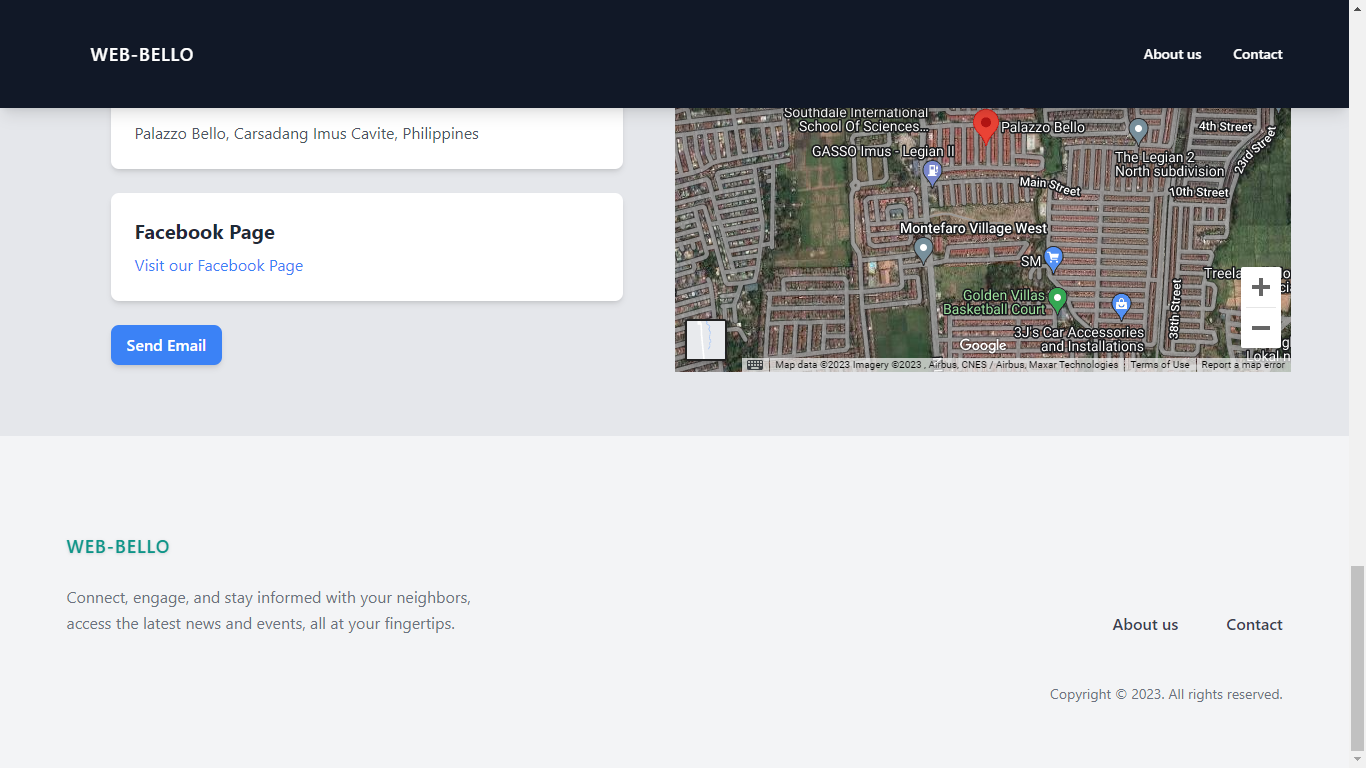 WEB-BELLO
About us
Contact
Palazzo Bello, Carsadang Imus Cavite, Philippines
Facebook Page
Visit our Facebook Page
Send Email
Southdale International
School Of Sciences...
Palazzo Bello
4th Street
23rd Street
GASSO Imus - Legian II
The Legian 2
North subdivision
Main Street
10th Street
Montefaro Village West
SM
Golden Villas
Basketball Court
38th Street
3J's Car Accessories
and Installations
Google
Map data ©2023 Imagery ©2023 , Airbus, CNES / Airbus, Maxar Technologies
Terms of Use
Report a map error
WEB-BELLO
Connect, engage, and stay informed with your neighbors,
access the latest news and events, all at your fingertips.
About us
Contact
Copyright © 2023. All rights reserved.